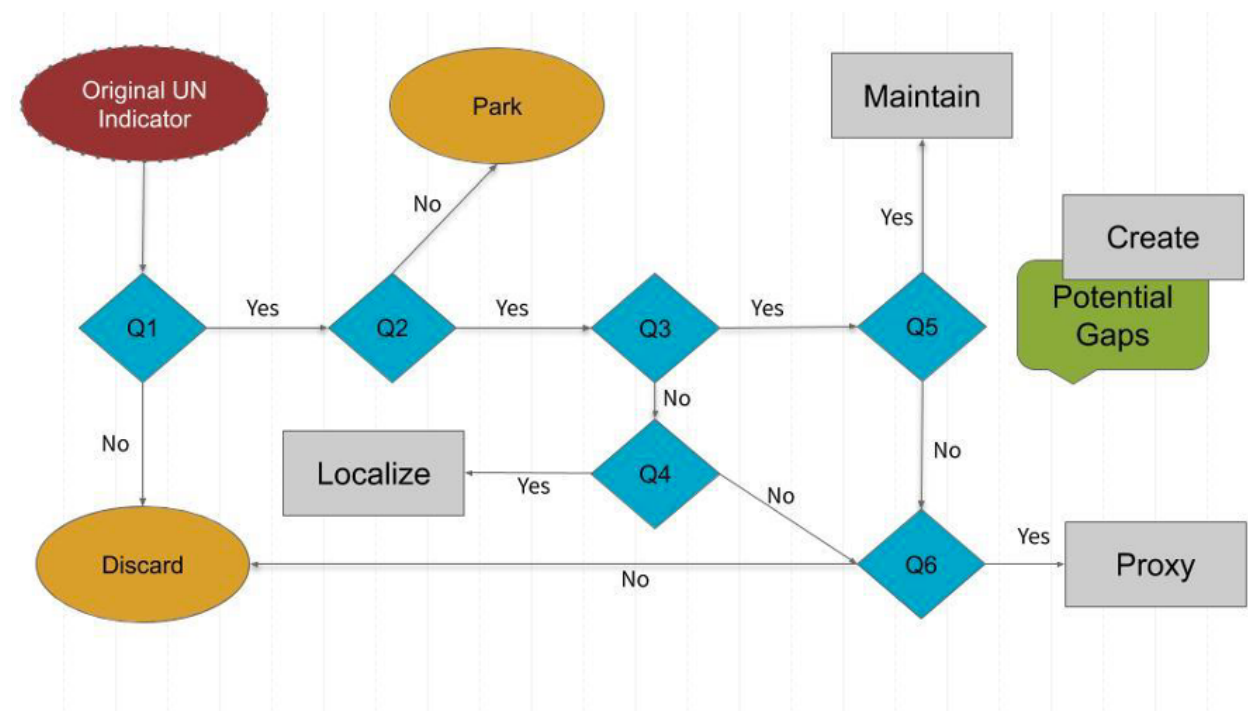 Original UN
Indicator
Park
Maintain
No
Yes
Create
Potential
Gaps
Q1
Yes
Q2
Yes
Q3
Yes
Q5
No
No
No
Localize
Yes
Q4
No
Discard
No
Q6
Yes
Proxy